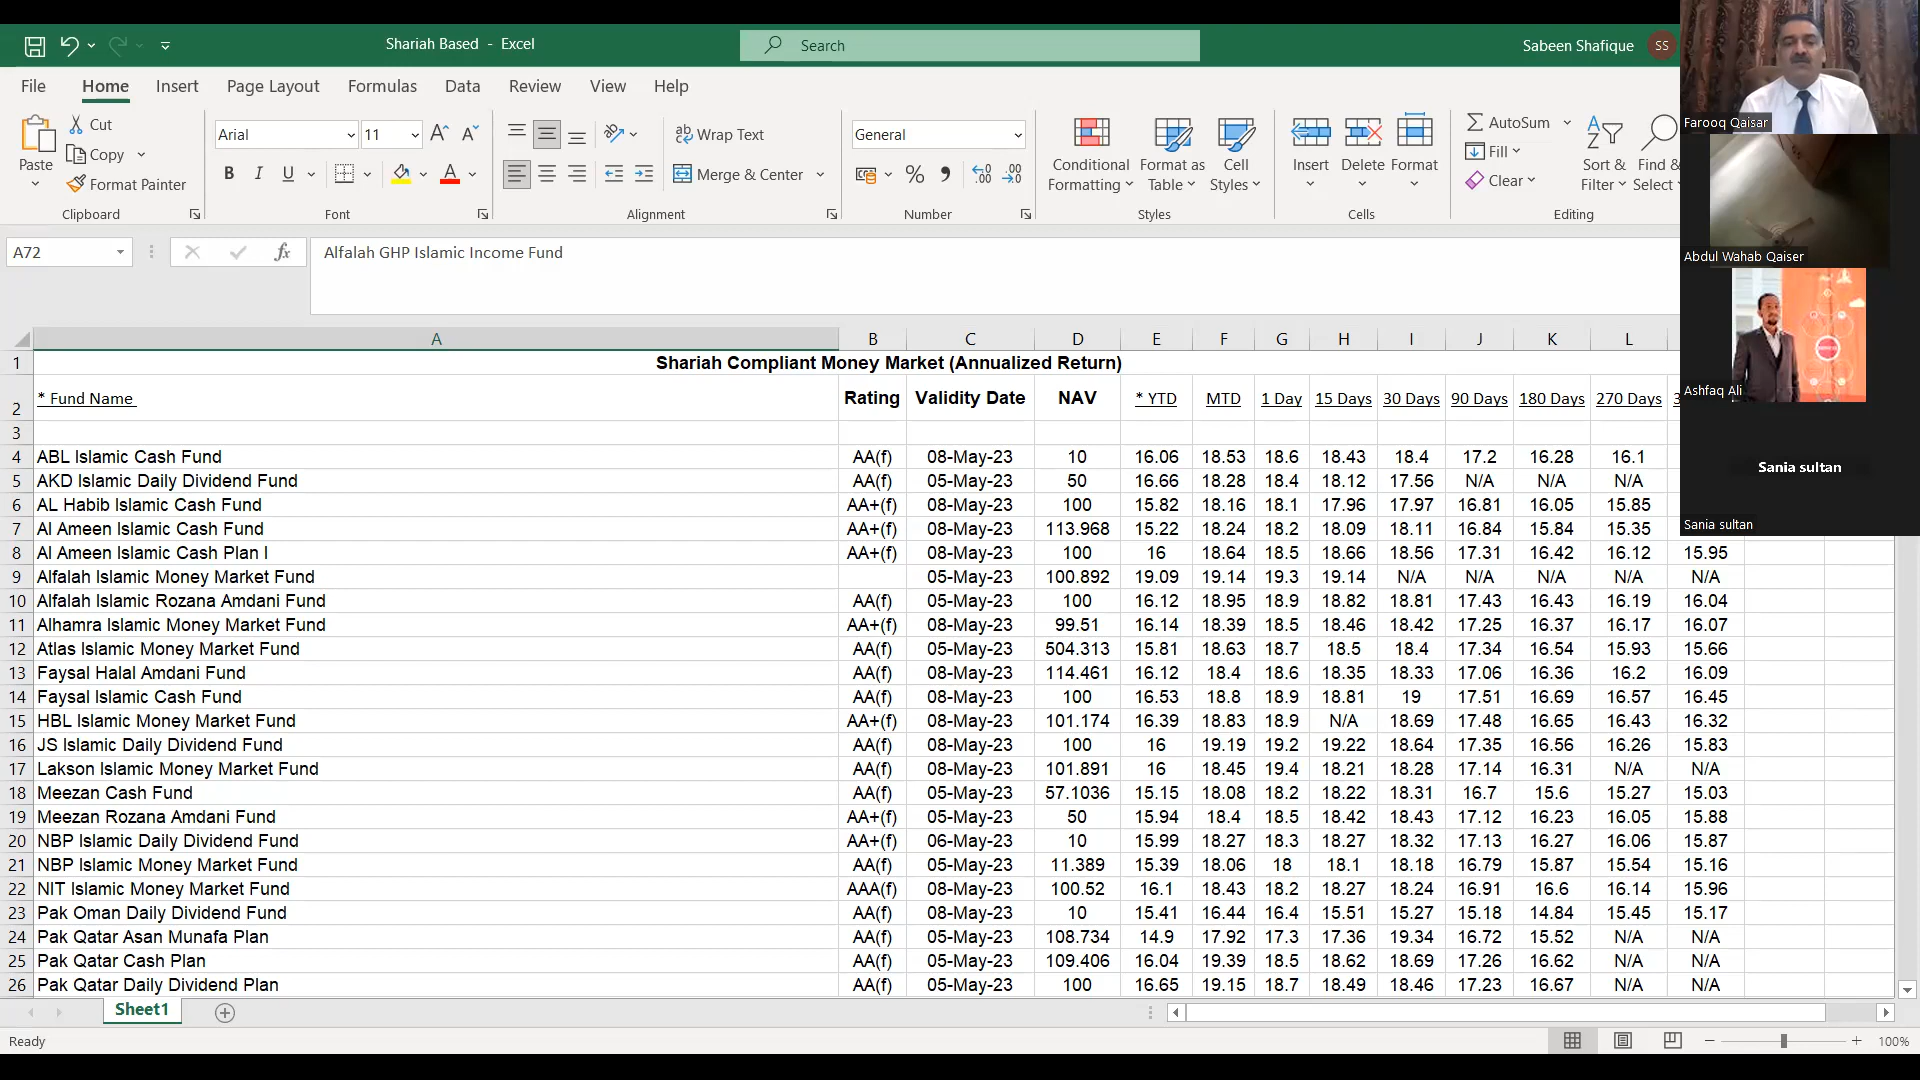 Shariah Based - Excel
Search
Sabeen Shafique SS
File Home Insert Page Layout Formulas Data Review View Help
Paste
Cut
Copy
Format Painter
Clipboard
Arial 11
B I U
Font
Wrap Text
Merge & Center
Alignment
General
Number
Conditional Formatting
Format as Table
Cell Styles
Styles
Insert Delete Format
Cells
AutoSum
Fill
Clear
Sort & Filter
Find & Select
Editing
Farooq Qaisar
Abdul Wahab Qaiser
Ashfaq Ali
Sania sultan
Sania sultan
A72 fx Alfalah GHP Islamic Income Fund
A B C D E F G H I J K L
1 Shariah Compliant Money Market (Annualized Return)
2 * Fund Name Rating Validity Date NAV * YTD MTD 1 Day 15 Days 30 Days 90 Days 180 Days 270 Days
3
4 ABL Islamic Cash Fund AA(f) 08-May-23 10 16.06 18.53 18.6 18.43 18.4 17.2 16.28 16.1
5 AKD Islamic Daily Dividend Fund AA(f) 05-May-23 50 16.66 18.28 18.4 18.12 17.56 N/A N/A N/A
6 AL Habib Islamic Cash Fund AA+(f) 08-May-23 100 15.82 18.16 18.1 17.96 17.97 16.81 16.05 15.85
7 Al Ameen Islamic Cash Fund AA+(f) 08-May-23 113.968 15.22 18.24 18.2 18.09 18.11 16.84 15.84 15.35
8 Al Ameen Islamic Cash Plan I AA+(f) 08-May-23 100 16 18.64 18.5 18.66 18.56 17.31 16.42 16.12 15.95
9 Alfalah Islamic Money Market Fund 05-May-23 100.892 19.09 19.14 19.3 19.14 N/A N/A N/A N/A N/A
10 Alfalah Islamic Rozana Amdani Fund AA(f) 05-May-23 100 16.12 18.95 18.9 18.82 18.81 17.43 16.43 16.19 16.04
11 Alhamra Islamic Money Market Fund AA+(f) 08-May-23 99.51 16.14 18.39 18.5 18.46 18.42 17.25 16.37 16.17 16.07
12 Atlas Islamic Money Market Fund AA(f) 05-May-23 504.313 15.81 18.63 18.7 18.5 18.4 17.34 16.54 15.93 15.66
13 Faysal Halal Amdani Fund AA(f) 08-May-23 114.461 16.12 18.4 18.6 18.35 18.33 17.06 16.36 16.2 16.09
14 Faysal Islamic Cash Fund AA(f) 08-May-23 100 16.53 18.8 18.9 18.81 19 17.51 16.69 16.57 16.45
15 HBL Islamic Money Market Fund AA+(f) 08-May-23 101.174 16.39 18.83 18.9 N/A 18.69 17.48 16.65 16.43 16.32
16 JS Islamic Daily Dividend Fund AA(f) 08-May-23 100 16 19.19 19.2 19.22 18.64 17.35 16.56 16.26 15.83
17 Lakson Islamic Money Market Fund AA(f) 08-May-23 101.891 16 18.45 19.4 18.21 18.28 17.14 16.31 N/A N/A
18 Meezan Cash Fund AA(f) 05-May-23 57.1036 15.15 18.08 18.2 18.22 18.31 16.7 15.6 15.27 15.03
19 Meezan Rozana Amdani Fund AA+(f) 05-May-23 50 15.94 18.4 18.5 18.42 18.43 17.12 16.23 16.05 15.88
20 NBP Islamic Daily Dividend Fund AA+(f) 06-May-23 10 15.99 18.27 18.3 18.27 18.32 17.13 16.27 16.06 15.87
21 NBP Islamic Money Market Fund AA(f) 05-May-23 11.389 15.39 18.06 18 18.1 18.18 16.79 15.87 15.54 15.16
22 NIT Islamic Money Market Fund AAA(f) 08-May-23 100.52 16.1 18.43 18.2 18.27 18.24 16.91 16.6 16.14 15.96
23 Pak Oman Daily Dividend Fund AA(f) 08-May-23 10 15.41 16.44 16.4 15.51 15.27 15.18 14.84 15.45 15.17
24 Pak Qatar Asan Munafa Plan AA(f) 05-May-23 108.734 14.9 17.92 17.3 17.36 19.34 16.72 15.52 N/A N/A
25 Pak Qatar Cash Plan AA(f) 05-May-23 109.406 16.04 19.39 18.5 18.62 18.69 17.26 16.62 N/A N/A
26 Pak Qatar Daily Dividend Plan AA(f) 05-May-23 100 16.65 19.15 18.7 18.49 18.46 17.23 16.67 N/A N/A
Sheet1
Ready 100%